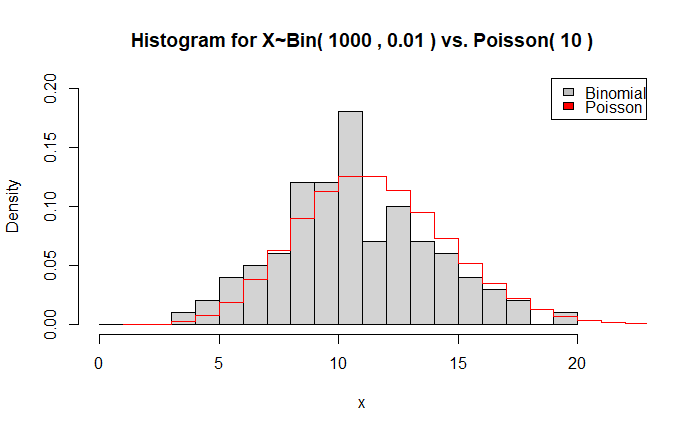 Histogram for X~Bin( 1000 , 0.01 ) vs. Poisson( 10 )
Binomial
Poisson
Density
0.20
0.15
0.10
0.05
0.00
0 5 10 15 20
x